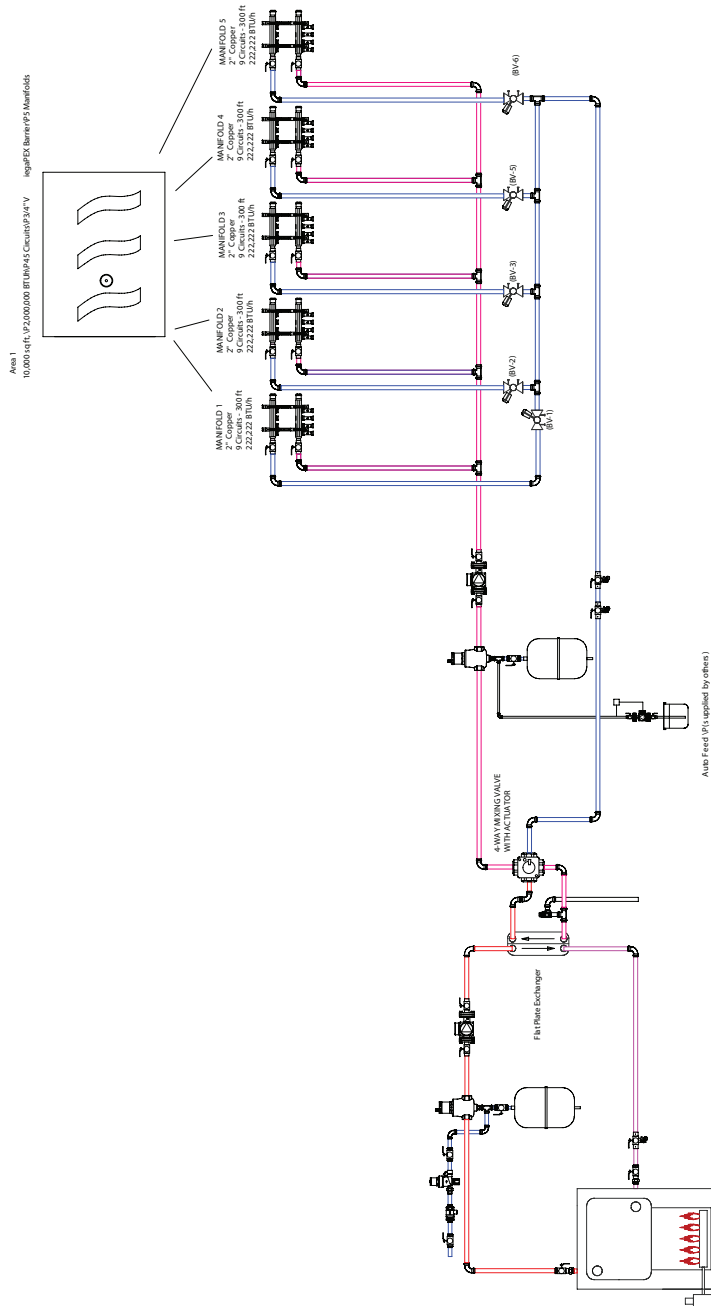 Area 1
10,000 sq ft, \P2,000,000 BTU/h\P45 Circuits\P3/4" V iegaPEX Barrier\P5 Manifolds
MANIFOLD 1
2" Copper
9 Circuits - 300 ft
222,222 BTU/h
MANIFOLD 2
2" Copper
9 Circuits - 300 ft
222,222 BTU/h
MANIFOLD 3
2" Copper
9 Circuits - 300 ft
222,222 BTU/h
MANIFOLD 4
2" Copper
9 Circuits - 300 ft
222,222 BTU/h
MANIFOLD 5
2" Copper
9 Circuits - 300 ft
222,222 BTU/h
(BV-1)
(BV-2)
(BV-3)
(BV-5)
(BV-6)
4-WAY MIXING VALVE
WITH ACTUATOR
Auto Feed \P(supplied by others)
Flat Plate Exchanger